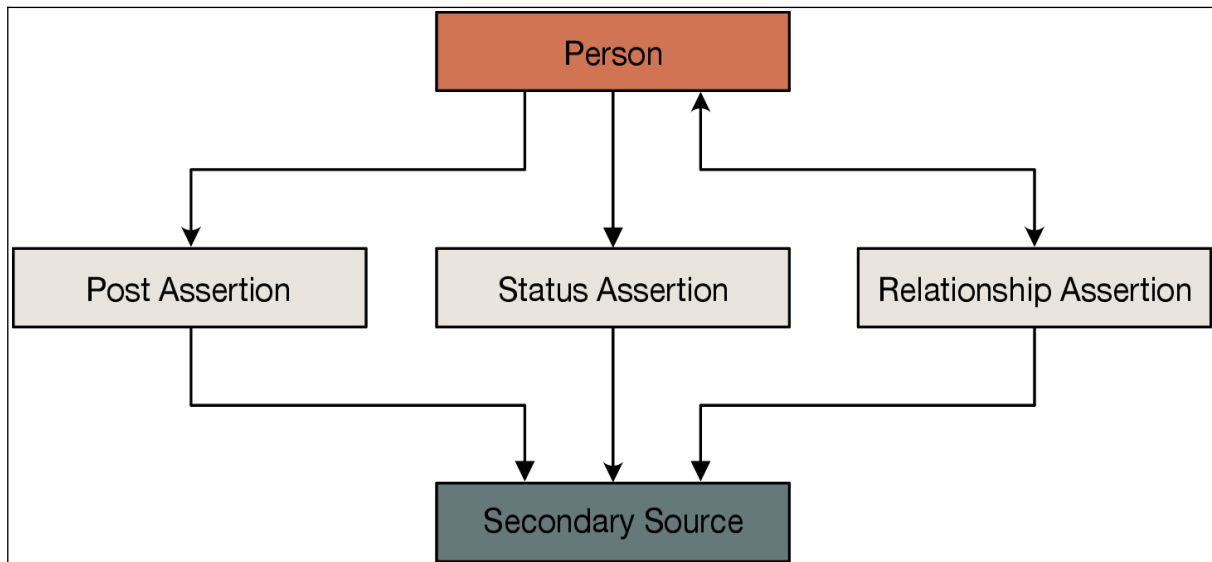 Person
Post Assertion
Status Assertion
Relationship Assertion
Secondary Source